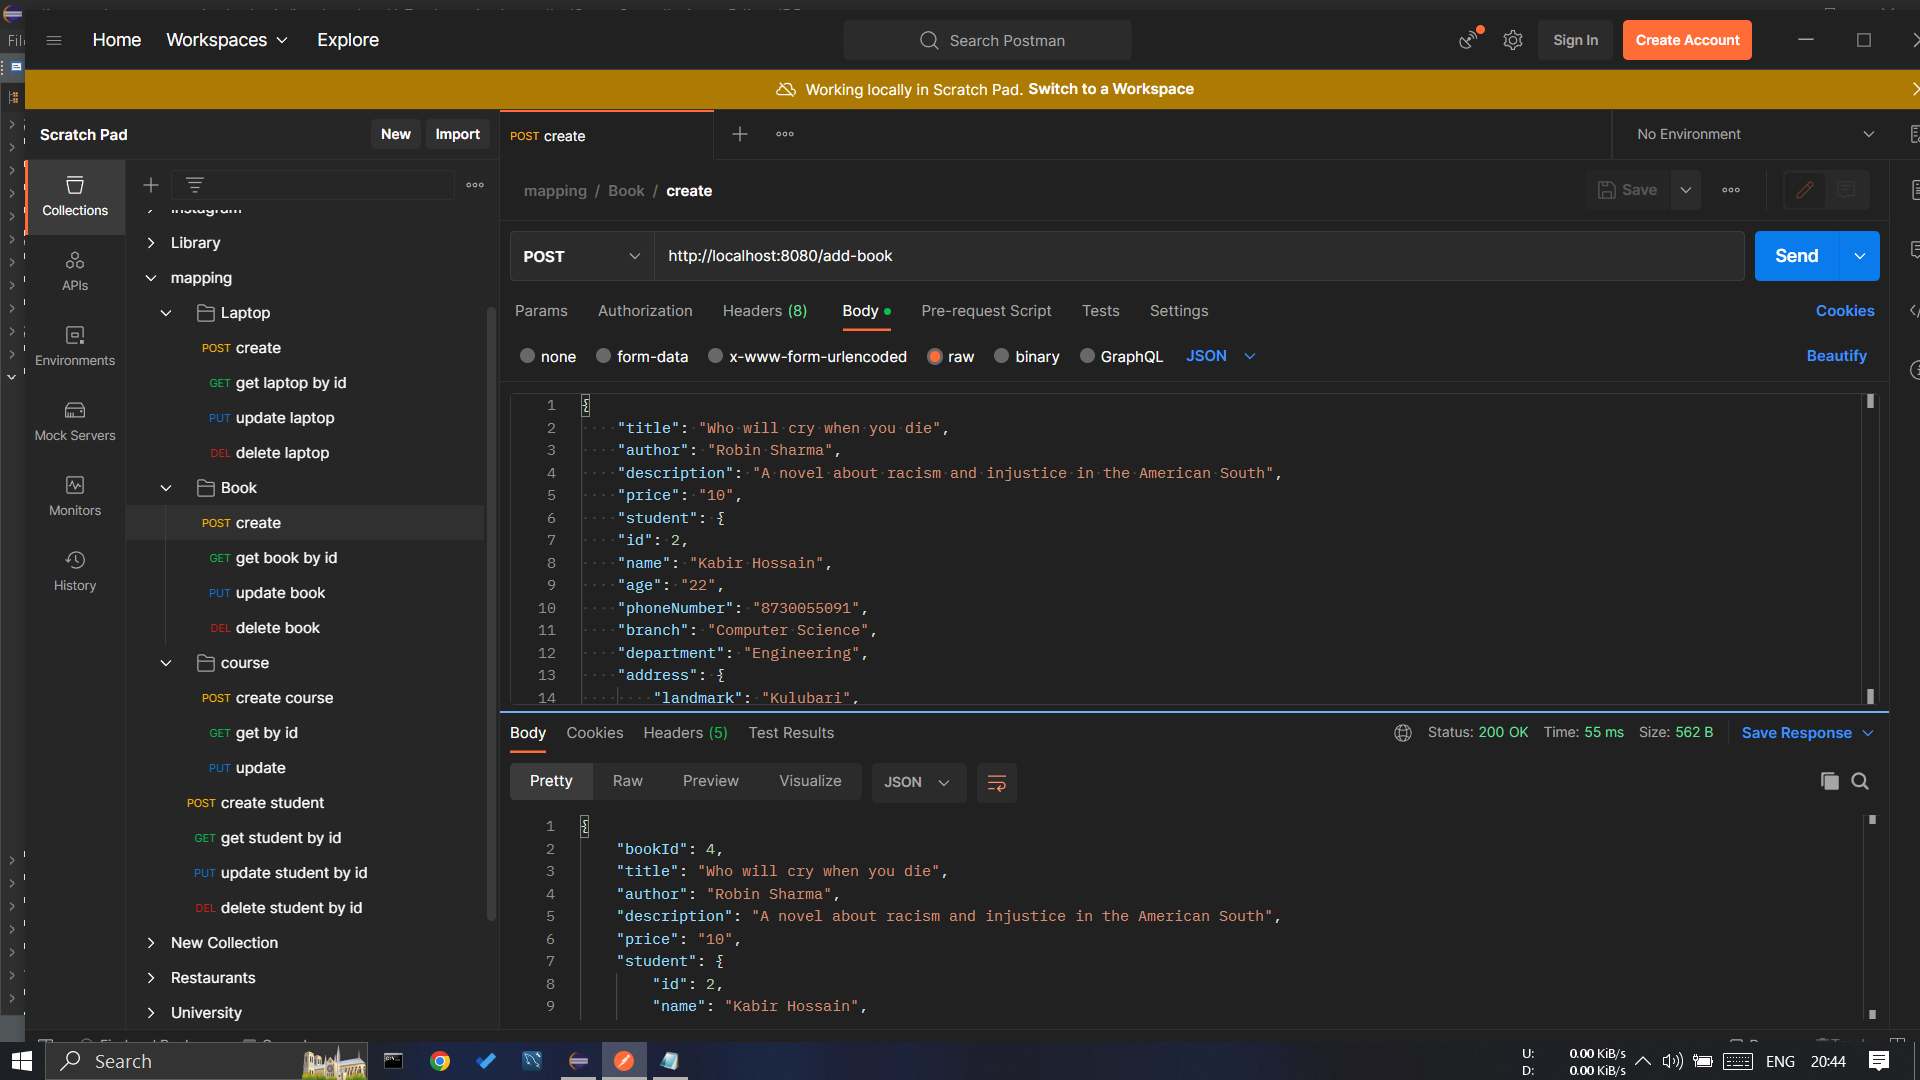 Home
Workspaces
Explore
Search Postman
Sign In
Create Account
Working locally in Scratch Pad. Switch to a Workspace
Scratch Pad
New
Import
POST create
No Environment
Collections
APIs
Environments
Mock Servers
Monitors
History
Instagram
Library
mapping
Laptop
POST create
GET get laptop by id
PUT update laptop
DEL delete laptop
Book
POST create
GET get book by id
PUT update book
DEL delete book
course
POST create course
GET get by id
PUT update
POST create student
GET get student by id
PUT update student by id
DEL delete student by id
New Collection
Restaurants
University
mapping / Book / create
Save
POST
http://localhost:8080/add-book
Send
Params
Authorization
Headers (8)
Body
Pre-request Script
Tests
Settings
Cookies
none
form-data
x-www-form-urlencoded
raw
binary
GraphQL
JSON
Beautify
1 {
2 "title": "Who will cry when you die",
3 "author": "Robin Sharma",
4 "description": "A novel about racism and injustice in the American South",
5 "price": "10",
6 "student": {
7 "id": 2,
8 "name": "Kabir Hossain",
9 "age": "22",
10 "phoneNumber": "8730055091",
11 "branch": "Computer Science",
12 "department": "Engineering",
13 "address": {
14 "landmark": "Kulubari",
Body
Cookies
Headers (5)
Test Results
Status: 200 OK
Time: 55 ms
Size: 562 B
Save Response
Pretty
Raw
Preview
Visualize
JSON
1 {
2 "bookId": 4,
3 "title": "Who will cry when you die",
4 "author": "Robin Sharma",
5 "description": "A novel about racism and injustice in the American South",
6 "price": "10",
7 "student": {
8 "id": 2,
9 "name": "Kabir Hossain",
Search
U: 0.00 KiB/s
D: 0.00 KiB/s
ENG
20:44